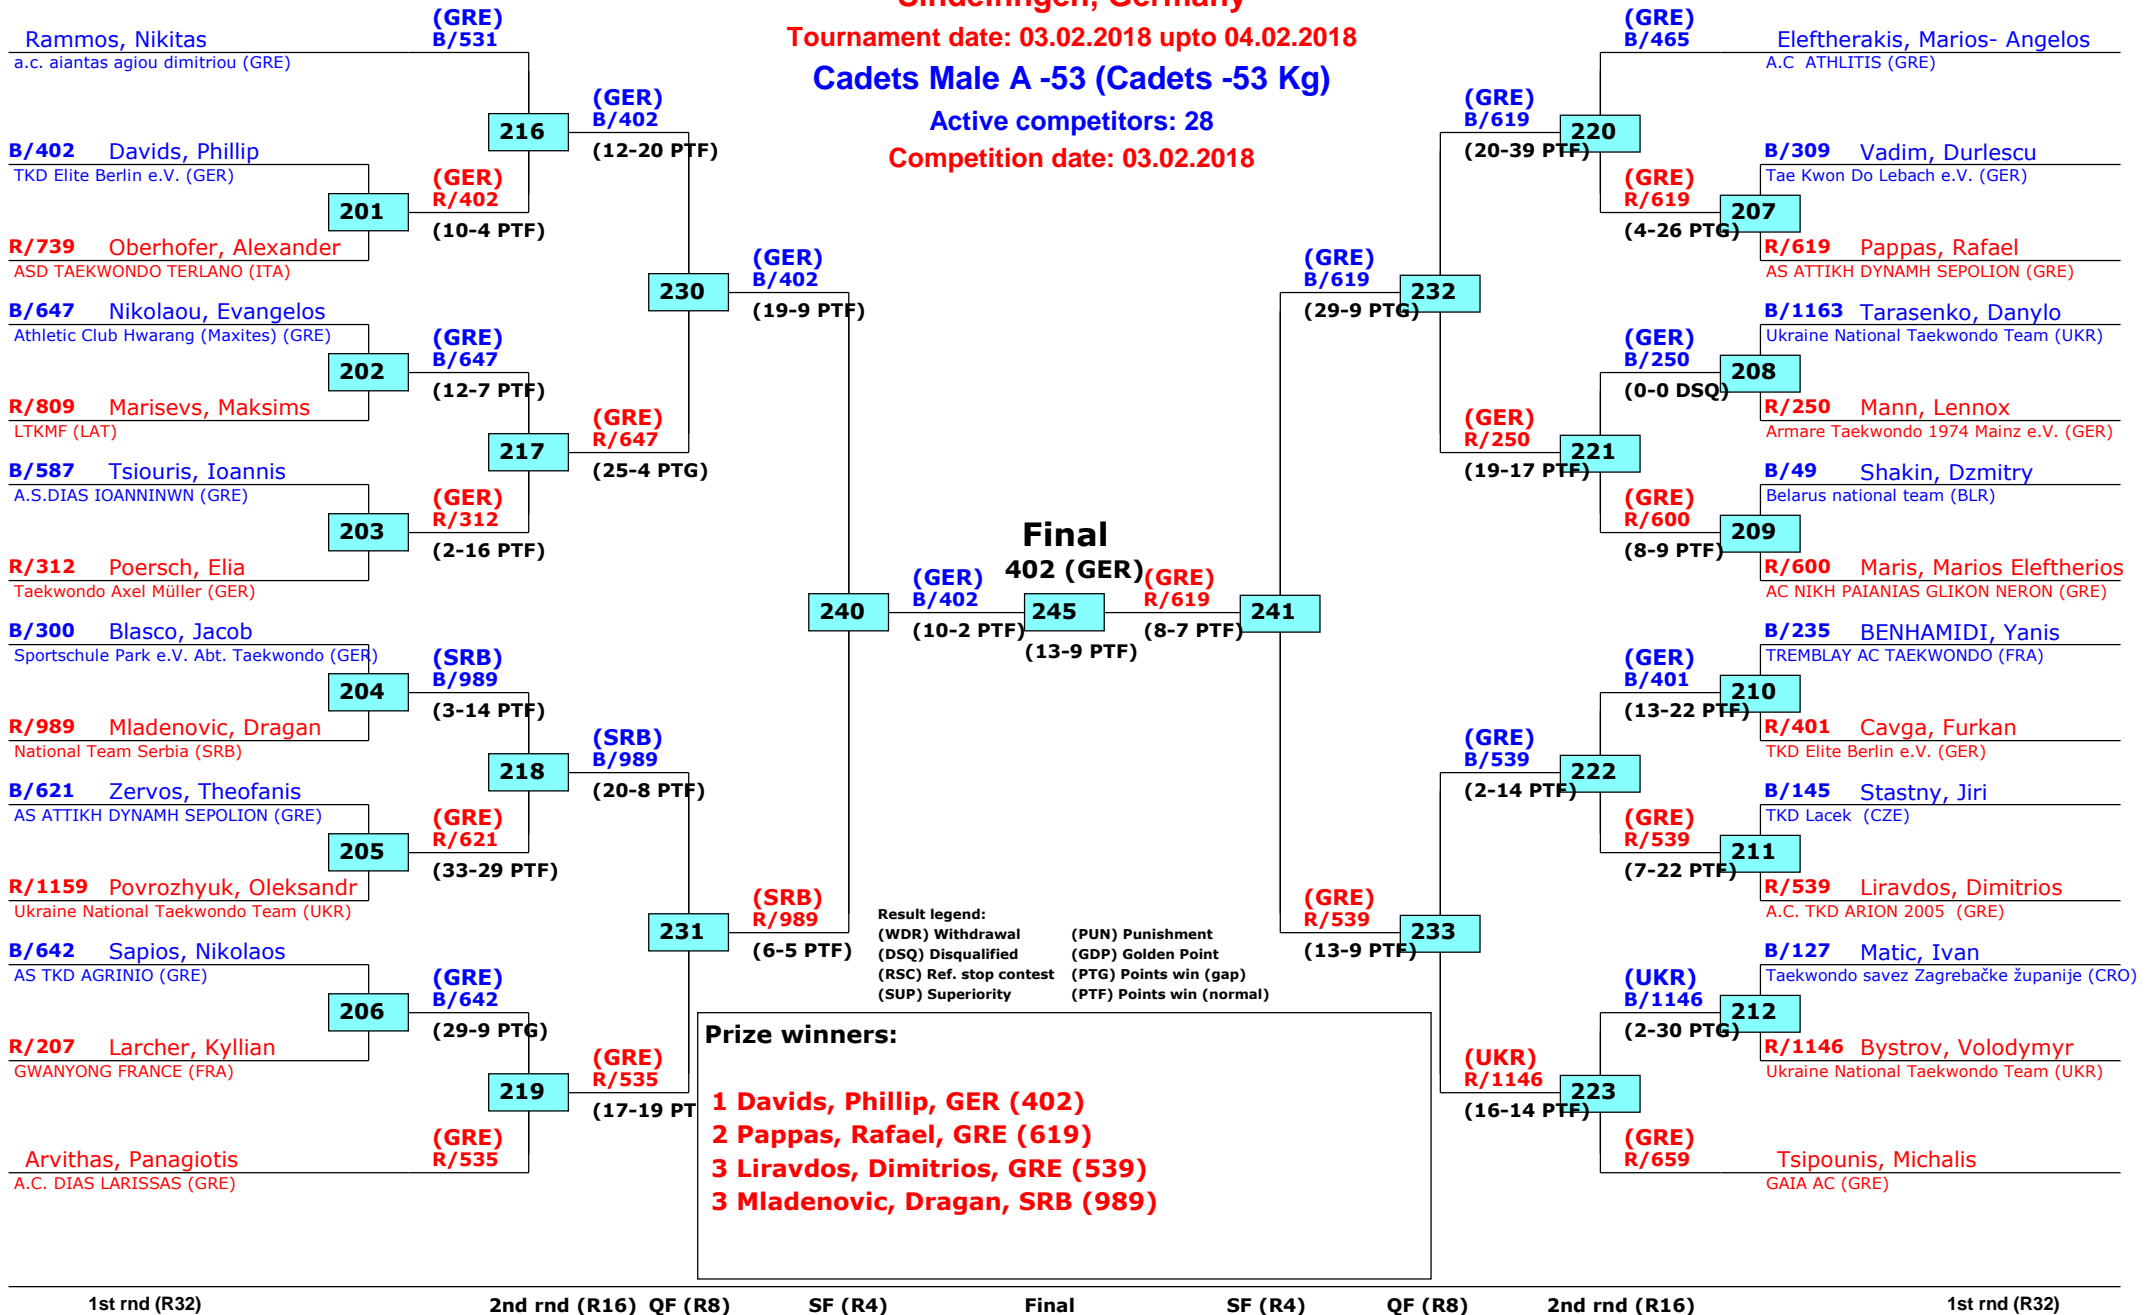 Sindelfingen, Germany
Tournament date: 03.02.2018 upto 04.02.2018
Cadets Male A -53 (Cadets -53 Kg)
Active competitors: 28
Competition date: 03.02.2018
Rammos, Nikitas
a.c. aiantas agiou dimitriou (GRE)
(GRE)
B/531
B/402 Davids, Phillip
TKD Elite Berlin e.V. (GER)
201
R/739 Oberhofer, Alexander
ASD TAEKWONDO TERLANO (ITA)
(GER)
R/402
(10-4 PTF)
216
(GER)
B/402
(12-20 PTF)
B/647 Nikolaou, Evangelos
Athletic Club Hwarang (Maxites) (GRE)
202
R/809 Marisevs, Maksims
LTKMF (LAT)
(GRE)
B/647
(12-7 PTF)
B/587 Tsiouris, Ioannis
A.S.DIAS IOANNINWN (GRE)
203
R/312 Poersch, Elia
Taekwondo Axel Müller (GER)
(GER)
R/312
(2-16 PTF)
217
(GRE)
R/647
(25-4 PTG)
230
(GER)
B/402
(19-9 PTF)
B/300 Blasco, Jacob
Sportschule Park e.V. Abt. Taekwondo (GER)
204
R/989 Mladenovic, Dragan
National Team Serbia (SRB)
(SRB)
B/989
(3-14 PTF)
B/621 Zervos, Theofanis
AS ATTIKH DYNAMH SEPOLION (GRE)
205
R/1159 Povrozhyuk, Oleksandr
Ukraine National Taekwondo Team (UKR)
(GRE)
R/621
(33-29 PTF)
218
(SRB)
B/989
(20-8 PTF)
B/642 Sapios, Nikolaos
AS TKD AGRINIO (GRE)
206
R/207 Larcher, Kyllian
GWANYONG FRANCE (FRA)
(GRE)
B/642
(29-9 PTG)
Arvithas, Panagiotis
A.C. DIAS LARISSAS (GRE)
(GRE)
R/535
219
(GRE)
R/535
(17-19 PT
231
(SRB)
R/989
(6-5 PTF)
240
(GER)
B/402
(10-2 PTF)
Final
402 (GER)
245
(13-9 PTF)
(GRE)
R/619
(8-7 PTF)
241
(GRE)
B/465
Eleftherakis, Marios- Angelos
A.C ATHLITIS (GRE)
B/309 Vadim, Durlescu
Tae Kwon Do Lebach e.V. (GER)
207
R/619 Pappas, Rafael
AS ATTIKH DYNAMH SEPOLION (GRE)
(GRE)
R/619
(4-26 PTG)
220
(GRE)
B/619
(20-39 PTF)
B/1163 Tarasenko, Danylo
Ukraine National Taekwondo Team (UKR)
208
R/250 Mann, Lennox
Armare Taekwondo 1974 Mainz e.V. (GER)
(GER)
B/250
(0-0 DSQ)
B/49 Shakin, Dzmitry
Belarus national team (BLR)
209
R/600 Maris, Marios Eleftherios
AC NIKH PAIANIAS GLIKON NERON (GRE)
(GRE)
R/600
(8-9 PTF)
221
(GER)
R/250
(19-17 PTF)
232
(GRE)
B/619
(29-9 PTG)
B/235 BENHAMIDI, Yanis
TREMBLAY AC TAEKWONDO (FRA)
210
R/401 Cavga, Furkan
TKD Elite Berlin e.V. (GER)
(GER)
B/401
(13-22 PTF)
B/145 Stastny, Jiri
TKD Lacek (CZE)
211
R/539 Liravdos, Dimitrios
A.C. TKD ARION 2005 (GRE)
(GRE)
R/539
(7-22 PTF)
222
(GRE)
B/539
(2-14 PTF)
B/127 Matic, Ivan
Taekwondo savez Zagrebačke županije (CRO)
212
R/1146 Bystrov, Volodymyr
Ukraine National Taekwondo Team (UKR)
(UKR)
B/1146
(2-30 PTG)
Tsipounis, Michalis
GAIA AC (GRE)
(GRE)
R/659
223
(UKR)
R/1146
(16-14 PTF)
233
(GRE)
R/539
(13-9 PTF)
Result legend:
(WDR) Withdrawal (PUN) Punishment
(DSQ) Disqualified (GDP) Golden Point
(RSC) Ref. stop contest (PTG) Points win (gap)
(SUP) Superiority (PTF) Points win (normal)
Prize winners:
1 Davids, Phillip, GER (402)
2 Pappas, Rafael, GRE (619)
3 Liravdos, Dimitrios, GRE (539)
3 Mladenovic, Dragan, SRB (989)
1st rnd (R32) 2nd rnd (R16) QF (R8) SF (R4) Final SF (R4) QF (R8) 2nd rnd (R16) 1st rnd (R32)